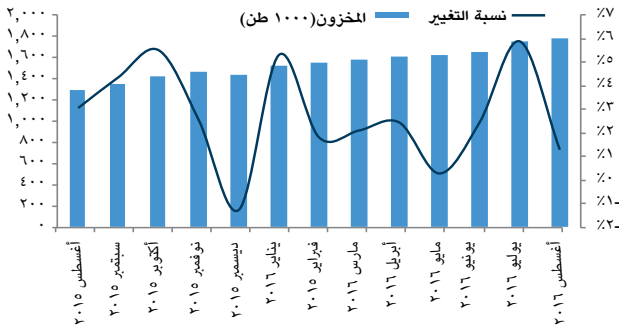 المخزون(١٠٠٠ طن)
نسبة التغيير
٢,٠٠٠
١,٨٠٠
١,٦٠٠
١,٤٠٠
١,٢٠٠
١,٠٠٠
٨٠٠
٦٠٠
٤٠٠
٢٠٠
٠
٪٧
٪٦
٪٥
٪٤
٪٣
٪٢
٪١
٪٠
٪١-
٪٢-
أغسطس ٢٠١٥
سبتمبر ٢٠١٥
أكتوبر ٢٠١٥
نوفمبر ٢٠١٥
ديسمبر ٢٠١٥
يناير ٢٠١٦
فبراير ٢٠١٥
مارس ٢٠١٦
أبريل ٢٠١٦
مايو ٢٠١٦
يونيو ٢٠١٦
يوليو ٢٠١٦
أغسطس ٢٠١٦